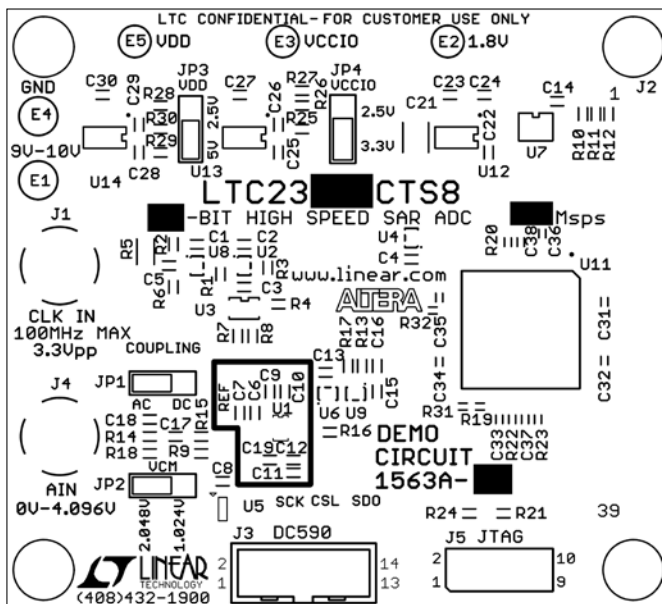 LTC CONFIDENTIAL-FOR CUSTOMER USE ONLY
E5 VDD
E3 VCCIO
E2 1.8V
GND
J2
C30
C29
R28
JP3
VDD
C27
C26
R27
R26
JP4
VCCIO
C23 C24
C14
1
E4
R30
2.5V
2.5V
C21
C22
R29
5V
R25
3.3V
U7
R10
R11
R12
9V-10V
C28
C25
U14
U13
U12
E1
LTC23 CTS8
-BIT HIGH SPEED SAR ADC
Msps
J1
R5
R2
C1
U8
C2
U2
R3
U4
C4
R20
C38
C36
U11
C5
R6
R1
C3
www.linear.com
U3
R4
ALTERA
R32
C35
C31
CLK IN
100MHz MAX
3.3Vpp
R7
R8
R17
R13
C16
COUPLING
C13
C34
C32
J4
JP1
REF
C7
C6
C9
C10
U1
U6 U9
C15
AC DC
R15
C18
C17
R14
R9
R18
R31
R19
C33
R22
C37
R23
R16
C19
C12
C11
DEMO
CIRCUIT
1563A-
VCM
JP2
C8
AIN
0V-4.096V
2.048V
1.024V
U5
SCK CSL SDO
R24
R21
39
J3 DC590
J5 JTAG
2
1
14
13
2
1
10
9
LT LINEAR
TECHNOLOGY
(408)432-1900